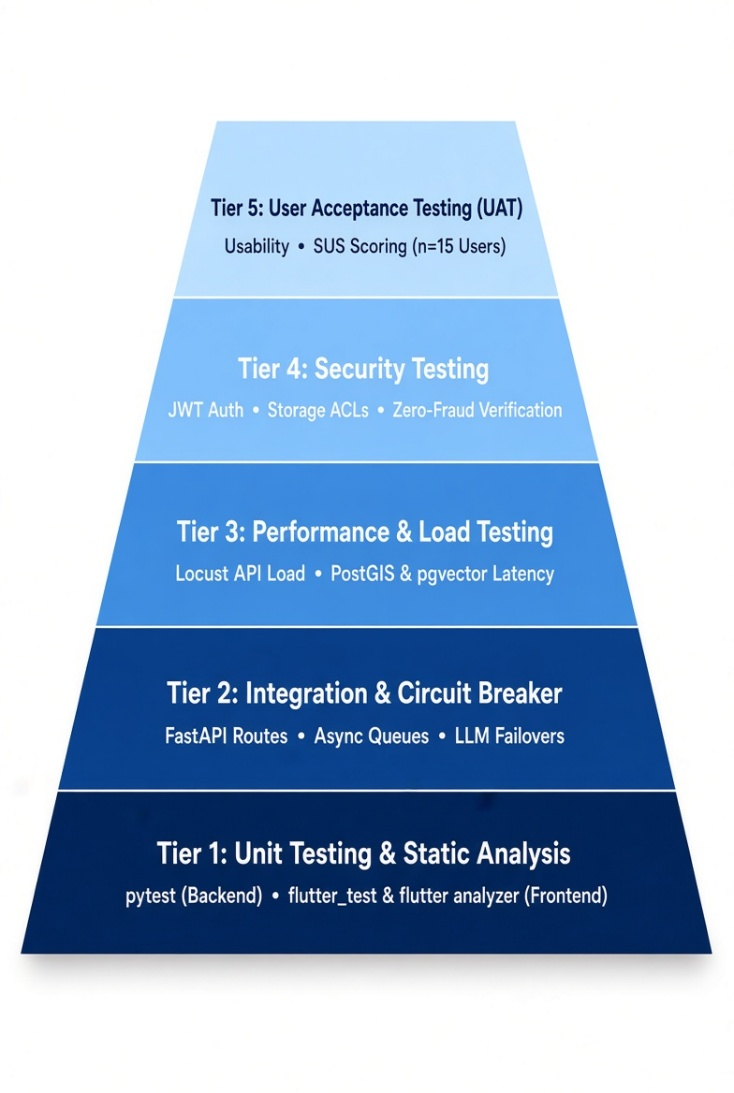 Tier 5: User Acceptance Testing (UAT)
Usability • SUS Scoring (n=15 Users)
Tier 4: Security Testing
JWT Auth • Storage ACLs • Zero-Fraud Verification
Tier 3: Performance & Load Testing
Locust API Load • PostGIS & pgvector Latency
Tier 2: Integration & Circuit Breaker
FastAPI Routes • Async Queues • LLM Failovers
Tier 1: Unit Testing & Static Analysis
pytest (Backend) • flutter_test & flutter analyzer (Frontend)